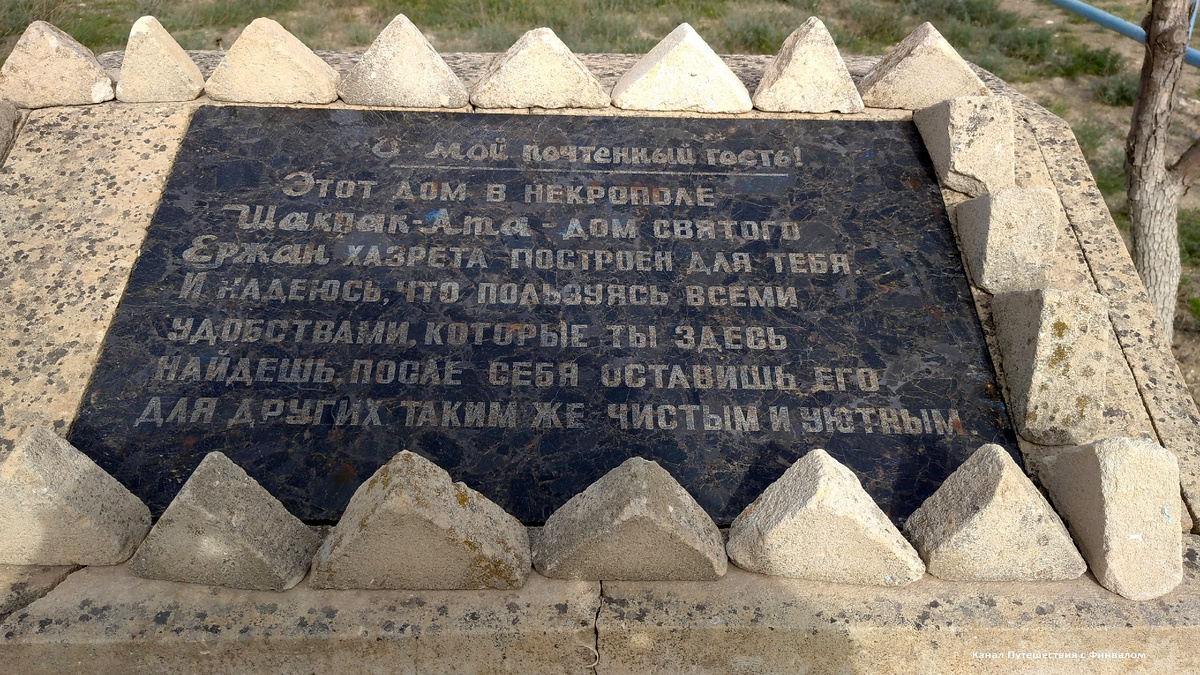 О мой почтенный гость!
Этот дом в некрополе
Шакпак-Ата - дом святого
Ержан хазрета построен для тебя.
И надеюсь, что пользуясь всеми
удобствами, которые ты здесь
найдешь после себя оставишь его
для других таким же чистым и уютным.
Канал Путешествия с Финвалом